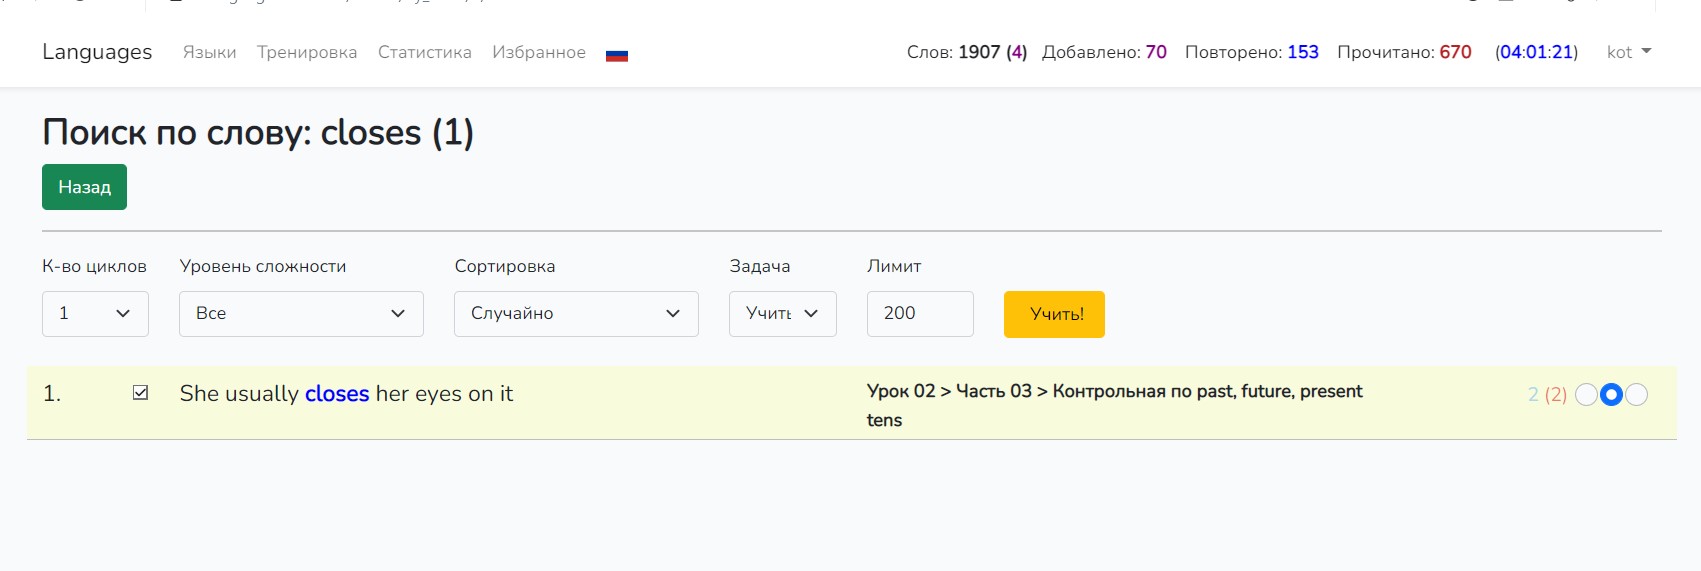 Languages Языки Тренировка Статистика Избранное Слов: 1907 (4) Добавлено: 70 Повторено: 153 Прочитано: 670 (04:01:21) kot
Поиск по слову: closes (1)
Назад
К-во циклов Уровень сложности Сортировка Задача Лимит
1 Все Случайно Учить 200 Учить!
1. She usually closes her eyes on it Урок 02 > Часть 03 > Контрольная по past, future, present 2 (2)
tens